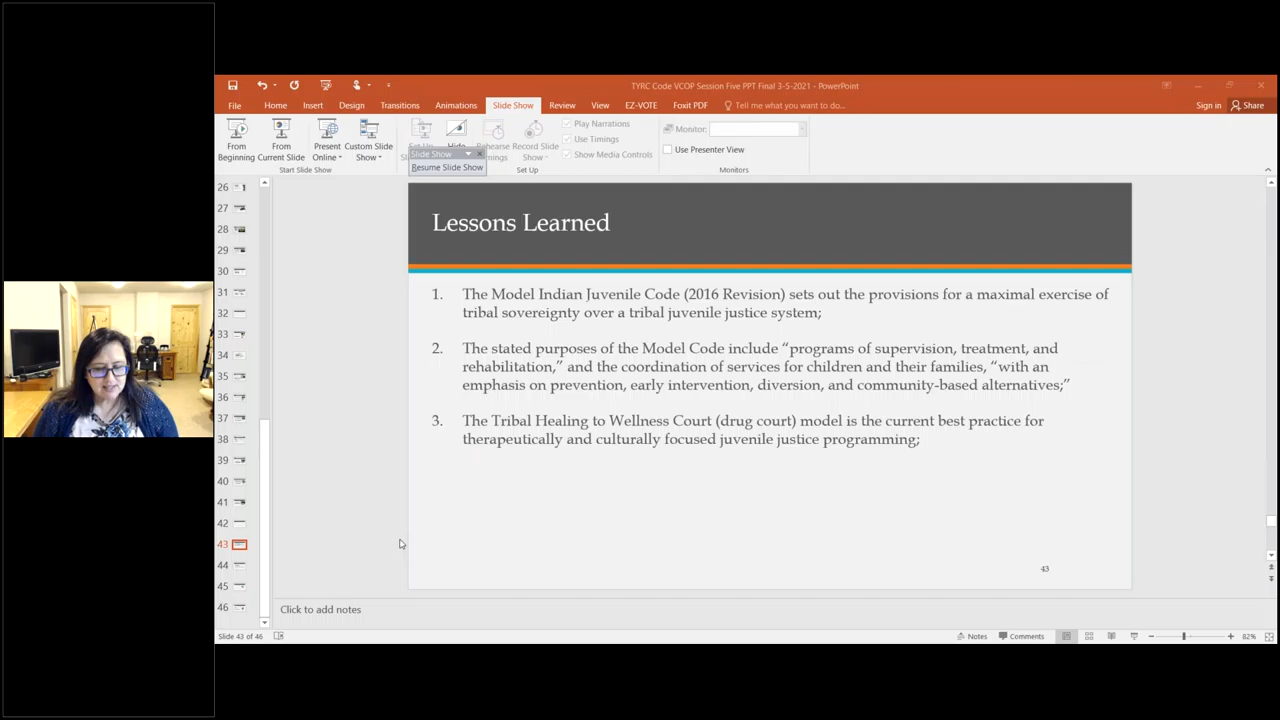 TYRC Code VCOP Session Five PPT Final 3-5-2021 - PowerPoint
File Home Insert Design Transitions Animations Slide Show Review View EZ-VOTE Foxit PDF Tell me what you want to do... Sign in Share
From Beginning
From Current Slide
Present Online
Custom Slide Show
Start Slide Show
Hide
Record Slide Show
Play Narrations
Use Timings
Show Media Controls
Set Up
Monitor:
Use Presenter View
Monitors
Slide Show
Resume Slide Show
26
27
28
29
30
31
32
33
34
35
36
37
38
39
40
41
42
43
44
45
46
Lessons Learned
1. The Model Indian Juvenile Code (2016 Revision) sets out the provisions for a maximal exercise of
tribal sovereignty over a tribal juvenile justice system;
2. The stated purposes of the Model Code include “programs of supervision, treatment, and
rehabilitation,” and the coordination of services for children and their families, “with an
emphasis on prevention, early intervention, diversion, and community-based alternatives;”
3. The Tribal Healing to Wellness Court (drug court) model is the current best practice for
therapeutically and culturally focused juvenile justice programming;
43
Click to add notes
Slide 43 of 46 Notes Comments 82%